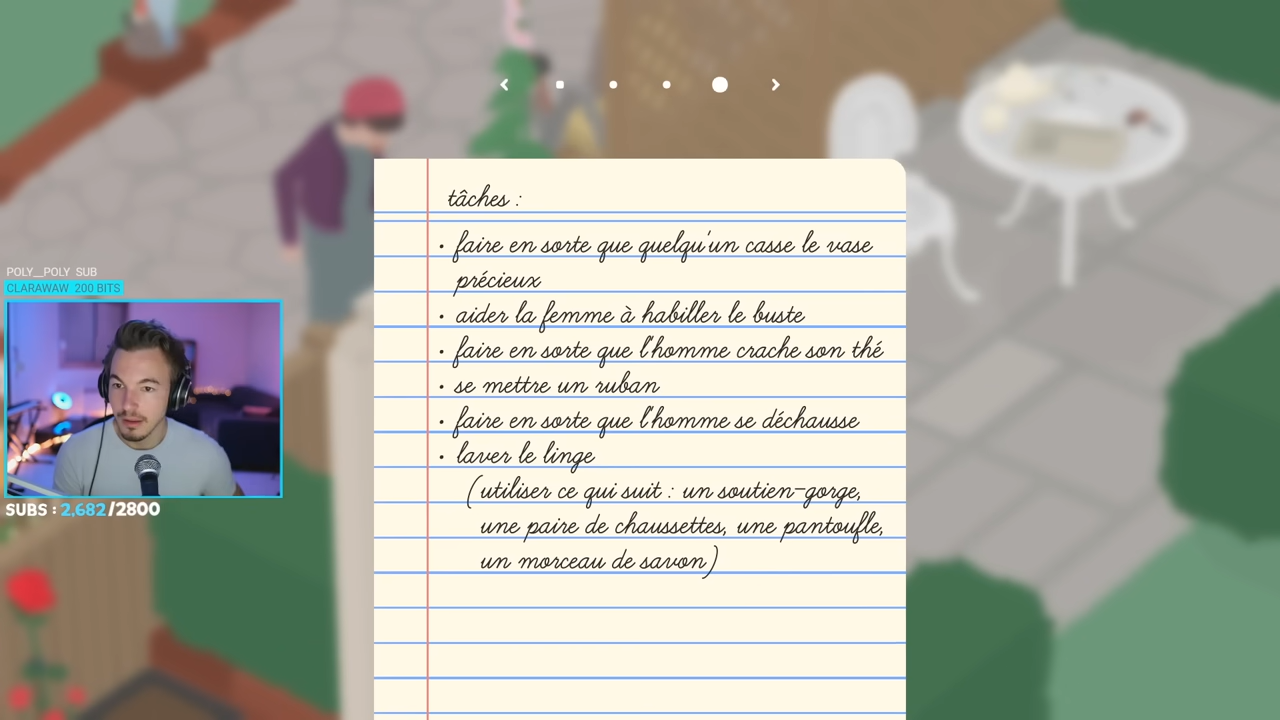 tâches :
• faire en sorte que quelqu'un casse le vase
précieux
• aider la femme à habiller le buste
• faire en sorte que l'homme crache son thé
• se mettre un ruban
• faire en sorte que l'homme se déchausse
• laver le linge
(utiliser ce qui suit : un soutien-gorge,
une paire de chaussettes, une pantoufle,
un morceau de savon)
POLY__POLY SUB
CLARAWAW 200 BITS
SUBS : 2,682/2800